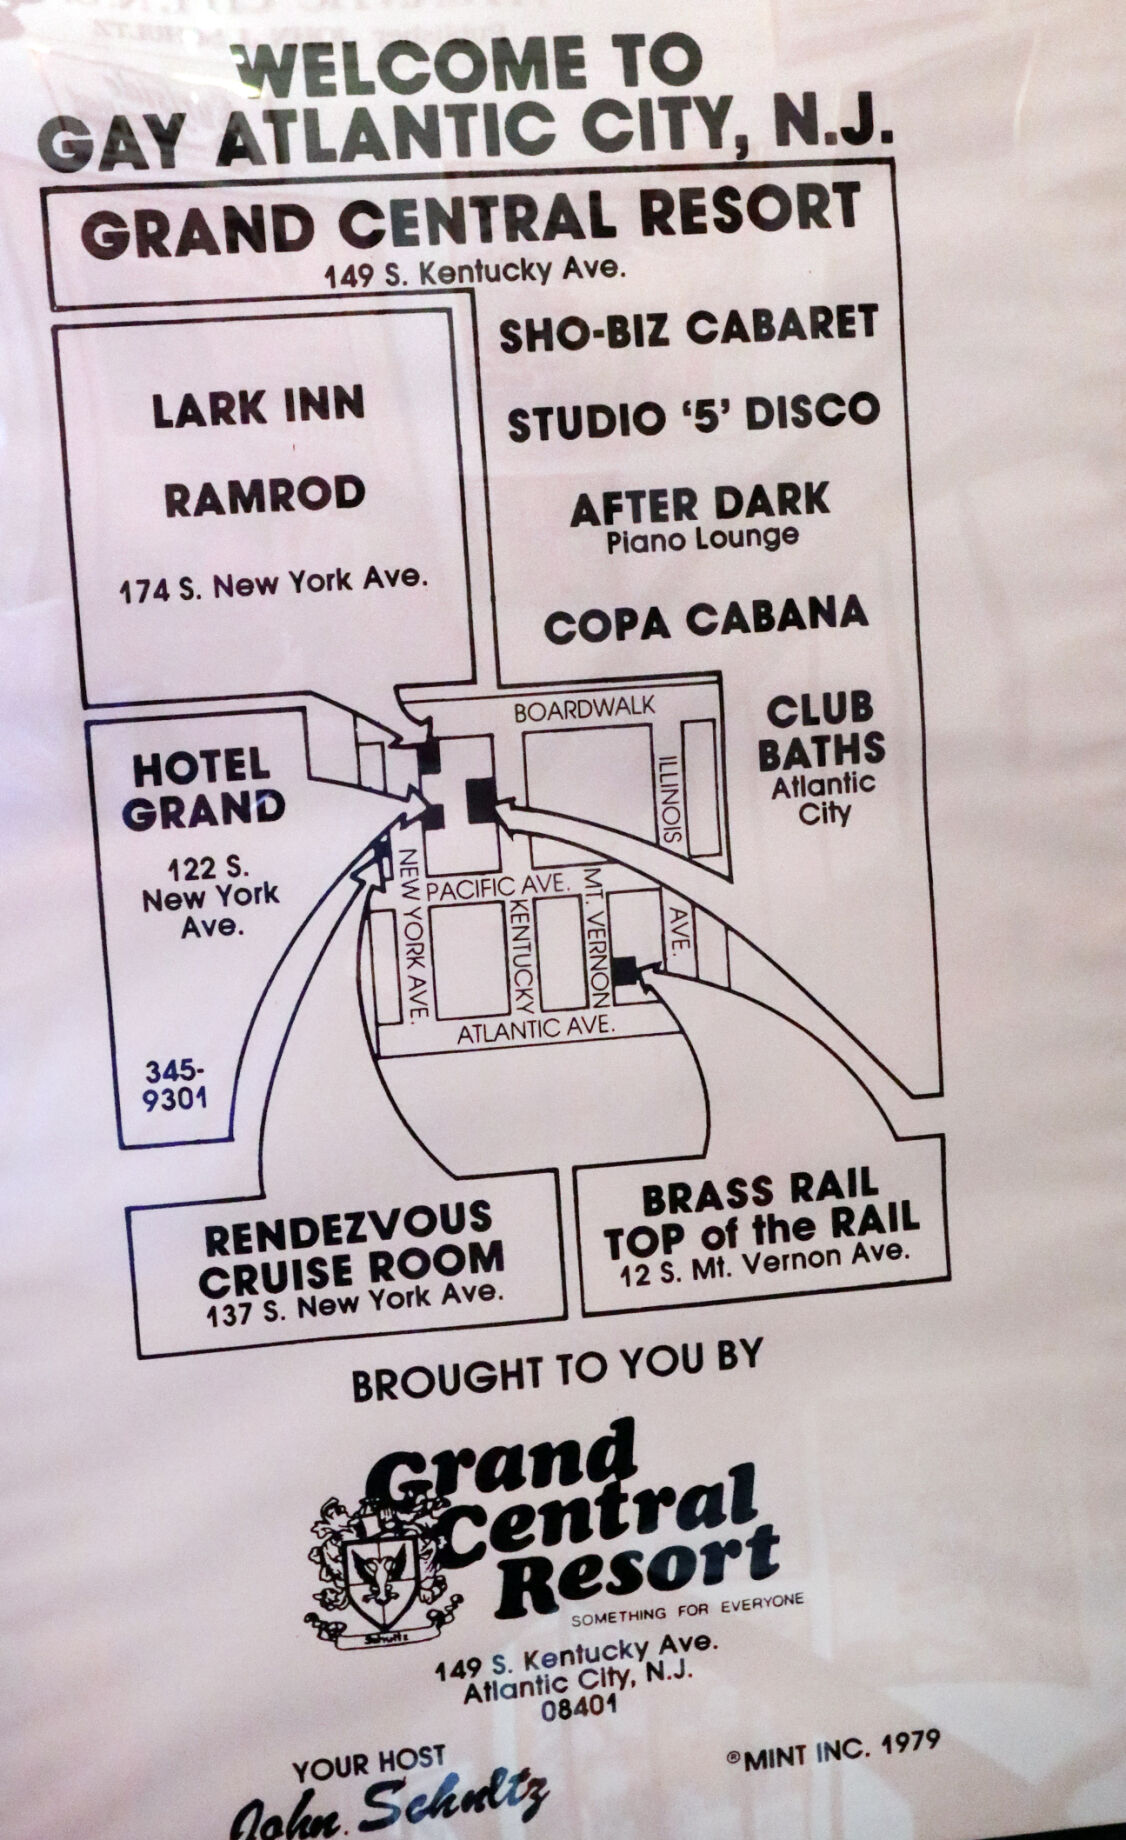 WELCOME TO
GAY ATLANTIC CITY, N.J.
GRAND CENTRAL RESORT
149 S. Kentucky Ave.
SHO-BIZ CABARET
STUDIO ‘5’ DISCO
AFTER DARK
Piano Lounge
COPA CABANA
CLUB
BATHS
Atlantic
City
LARK INN
RAMROD
174 S. New York Ave.
HOTEL
GRAND
122 S.
New York
Ave.
345-
9301
BOARDWALK
ILLINOIS
AVE.
PACIFIC AVE.
NEW YORK AVE.
KENTUCKY
MT. VERNON
ATLANTIC AVE.
RENDEZVOUS
CRUISE ROOM
137 S. New York Ave.
BRASS RAIL
TOP of the RAIL
12 S. Mt. Vernon Ave.
BROUGHT TO YOU BY
Grand
Central
Resort
SOMETHING FOR EVERYONE
Schultz
149 S. Kentucky Ave.
Atlantic City, N.J.
08401
YOUR HOST
John Schultz
®MINT INC. 1979